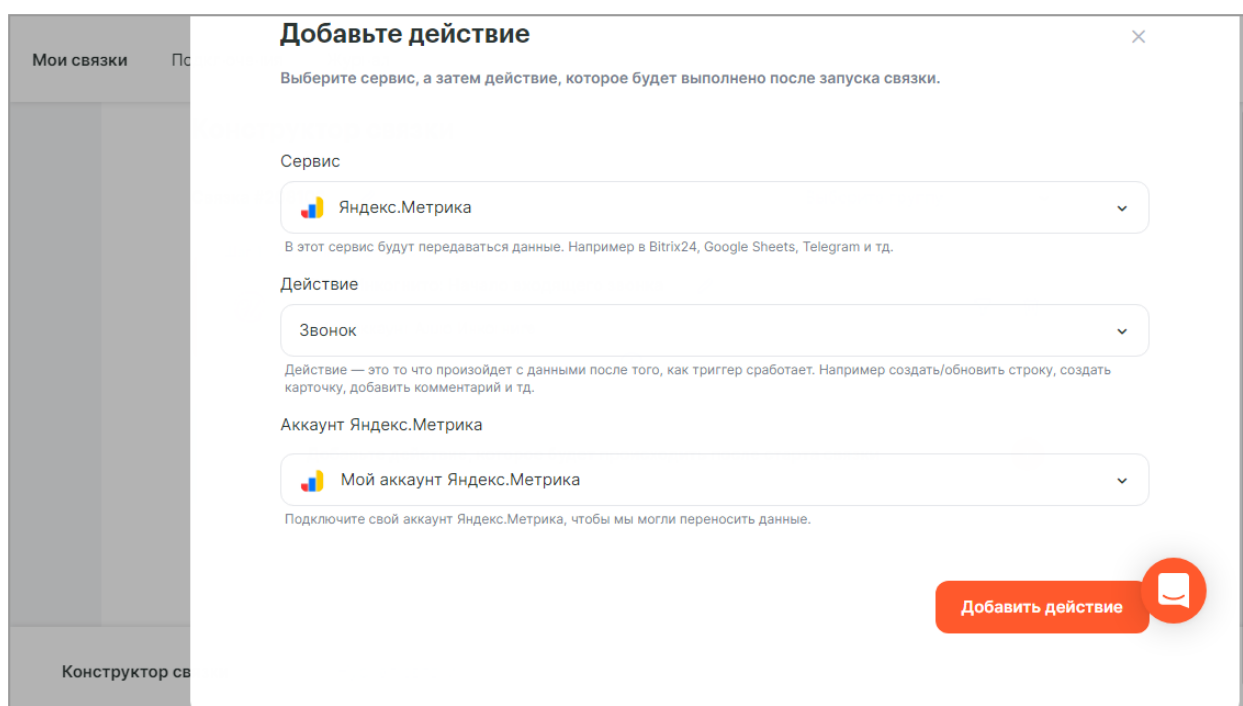 Добавьте действие
Мои связки
По
Выберите сервис, а затем действие, которое будет выполнено после запуска связки.
Сервис
Яндекс.Метрика
В этот сервис будут передаваться данные. Например в Bitrix24, Google Sheets, Telegram и тд.
Действие
Звонок
Действие — это то что произойдет с данными после того, как триггер сработает. Например создать/обновить строку, создать
карточку, добавить комментарий и тд.
Аккаунт Яндекс.Метрика
Мой аккаунт Яндекс.Метрика
Подключите свой аккаунт Яндекс.Метрика, чтобы мы могли переносить данные.
Добавить действие
Конструктор св